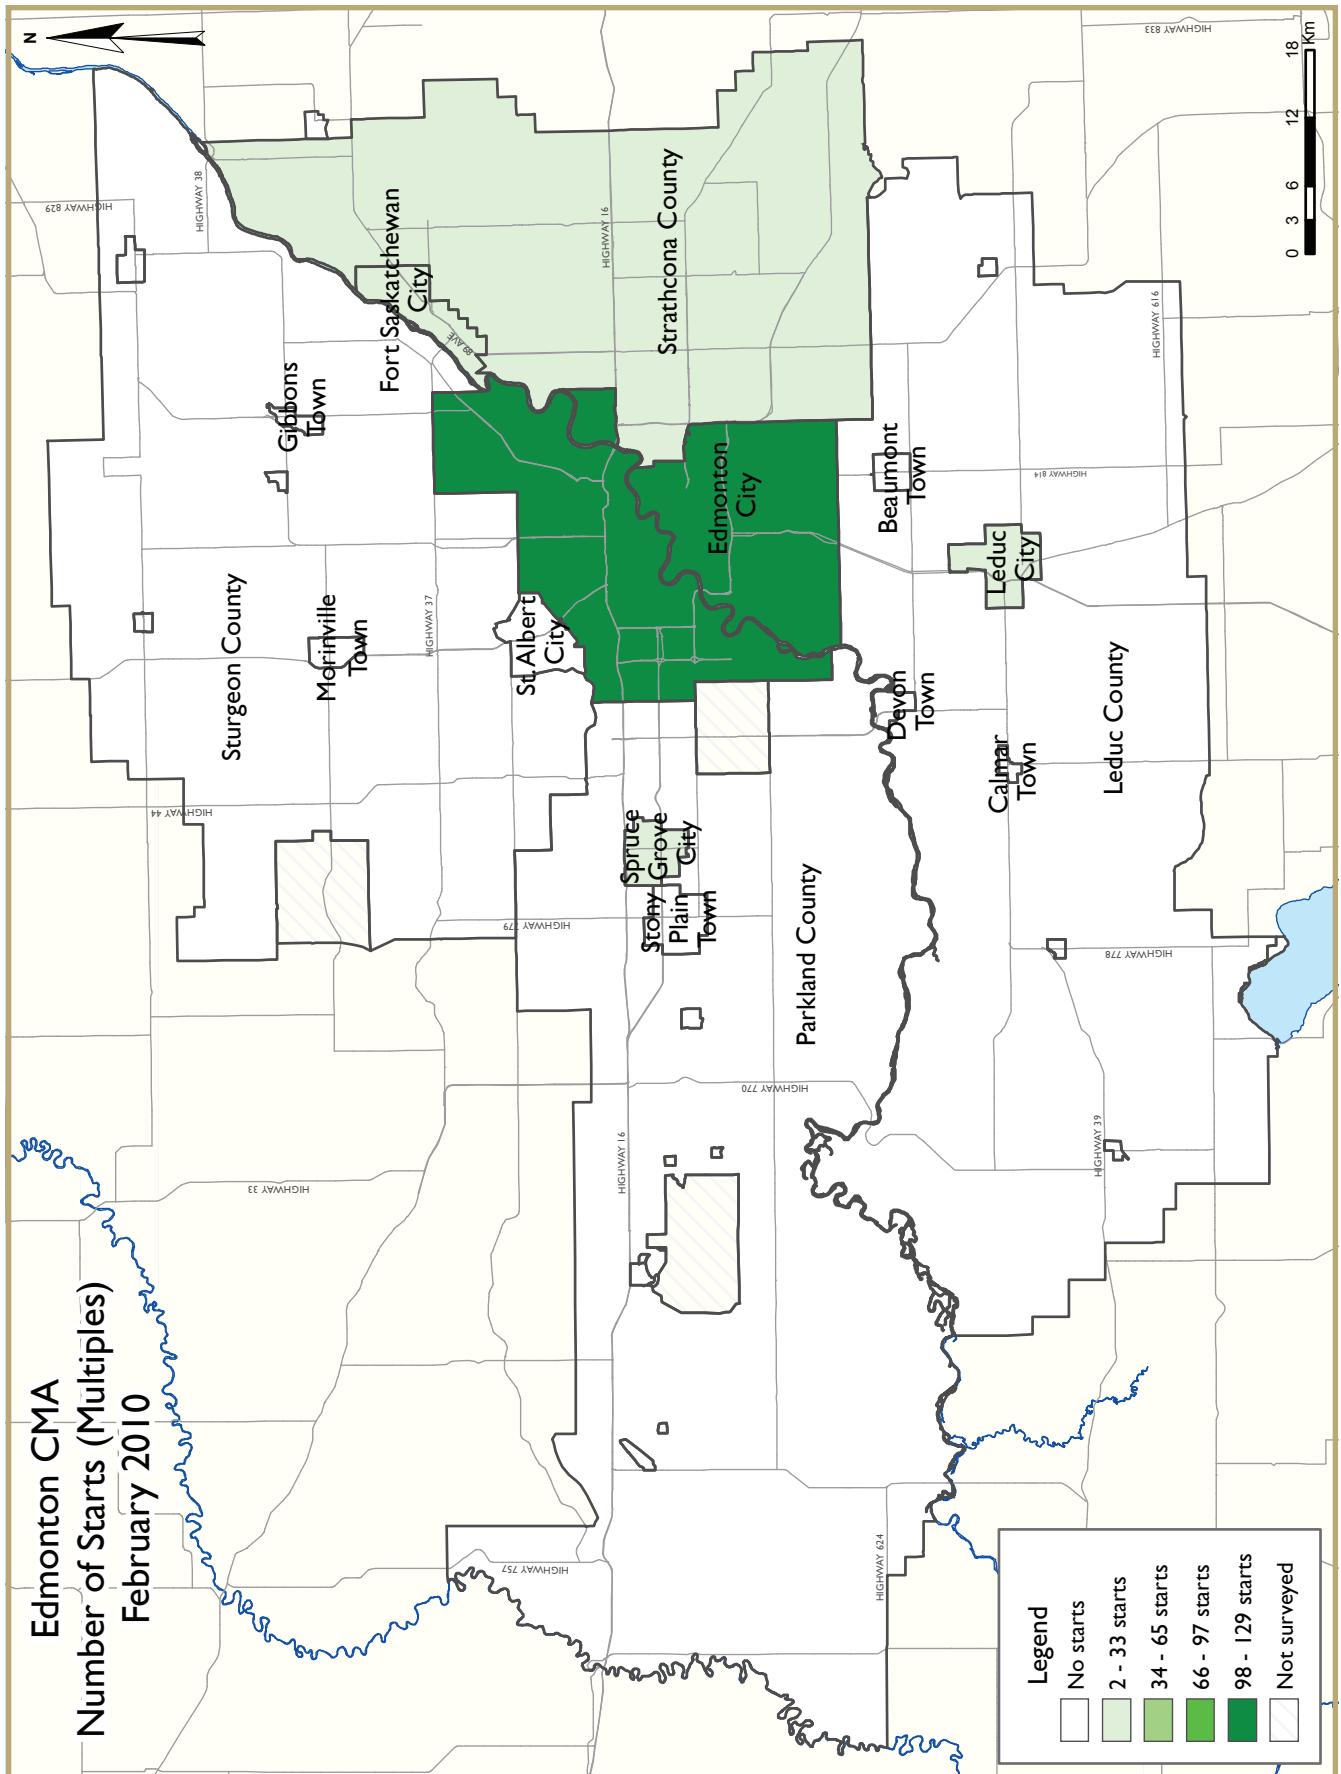 Edmonton CMA
Number of Starts (Multiples)
February 2010
N
HIGHWAY 829
HIGHWAY 38
HIGHWAY 833
Fort Saskatchewan
City
89 AVE
HIGHWAY 16
Strathcona County
Gibbons
Town
Sturgeon County
Morinville
Town
HIGHWAY 37
St. Albert
City
Edmonton
City
Beaumont
Town
HIGHWAY 814
HIGHWAY 616
Leduc
City
Devon
Town
Calmar
Town
Leduc County
HIGHWAY 44
Spruce
Grove
City
Stony
Plain
Town
HIGHWAY 779
Parkland County
HIGHWAY 778
HIGHWAY 770
HIGHWAY 39
HIGHWAY 16
HIGHWAY 33
HIGHWAY 757
HIGHWAY 624
0 3 6 12 18
Km
Legend
No starts
2 - 33 starts
34 - 65 starts
66 - 97 starts
98 - 129 starts
Not surveyed